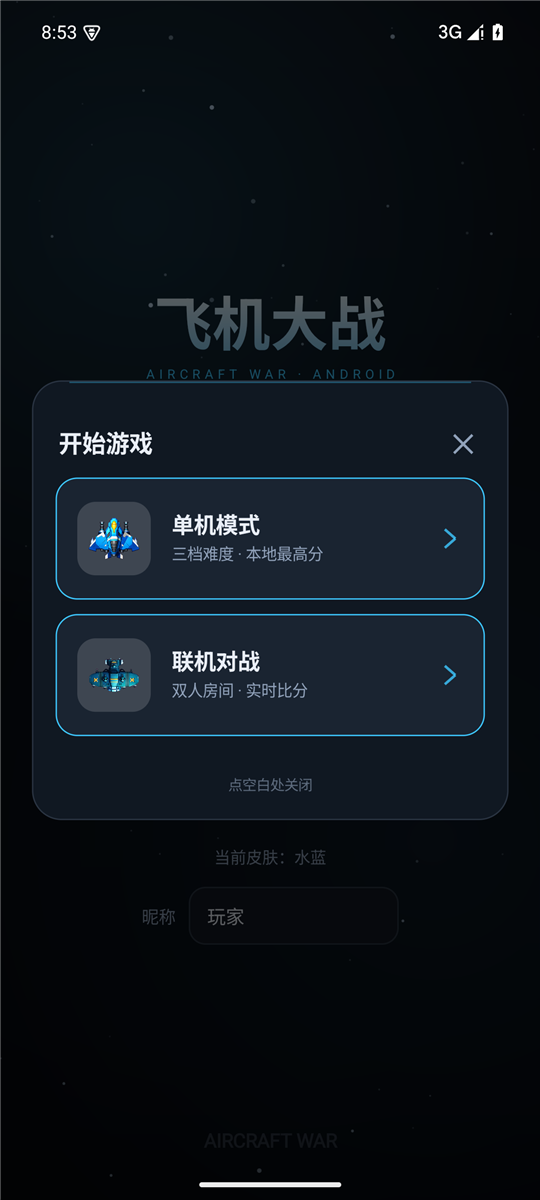 8:53
3G
飞机大战
AIRCRAFT WAR · ANDROID
开始游戏
单机模式
三档难度 · 本地最高分
联机对战
双人房间 · 实时比分
点空白处关闭
当前皮肤：水蓝
昵称 玩家
AIRCRAFT WAR